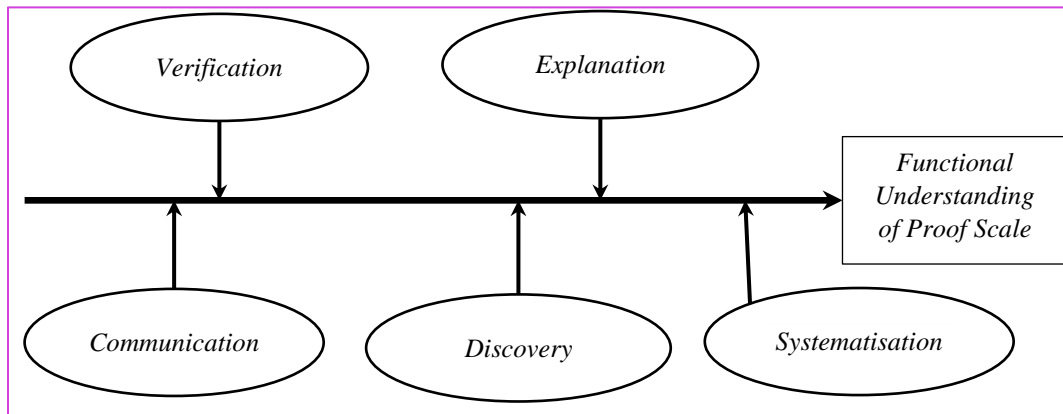 Verification
Explanation
Functional
Understanding
of Proof Scale
Communication
Discovery
Systematisation